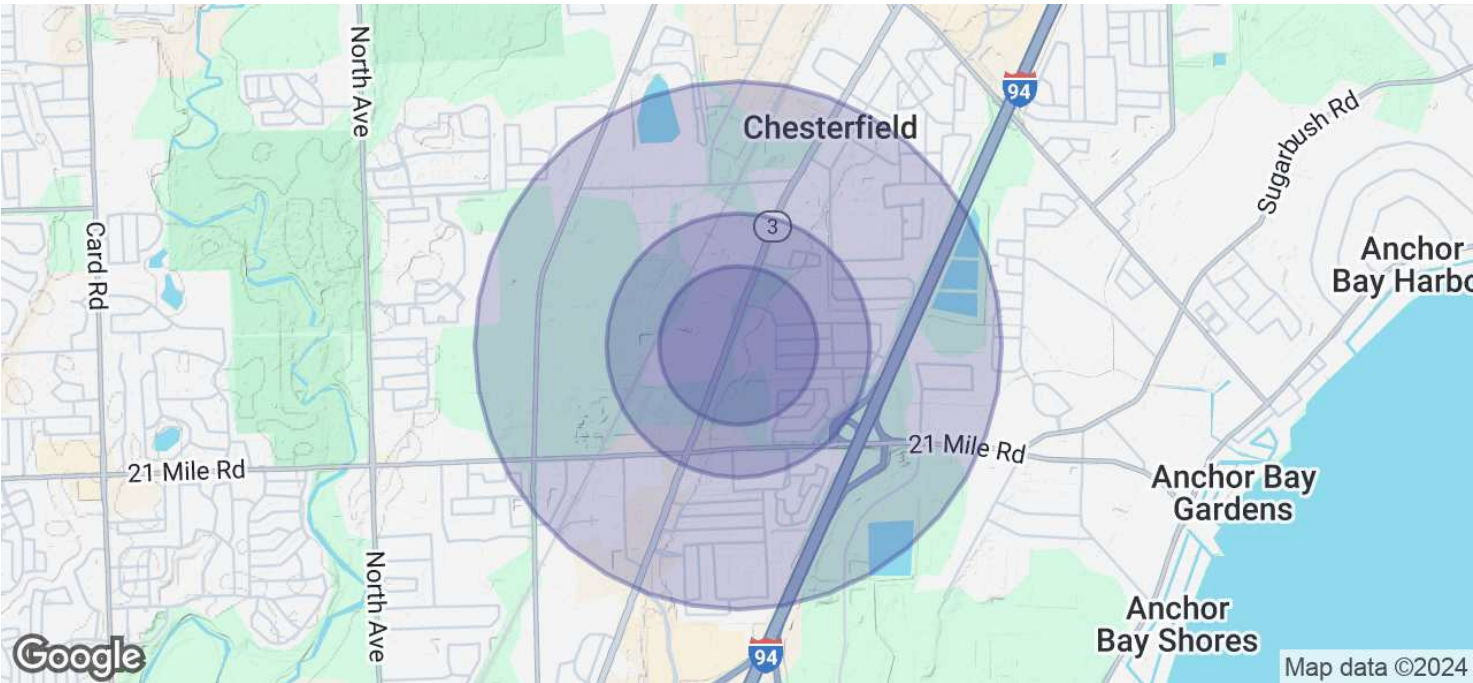 North Ave
94
Chesterfield
Sugarbush Rd
3
Card Rd
Anchor
Bay Harbo
21 Mile Rd
21 Mile Rd
Anchor Bay
Gardens
North Ave
Anchor
Bay Shores
94
Google
Map data ©2024